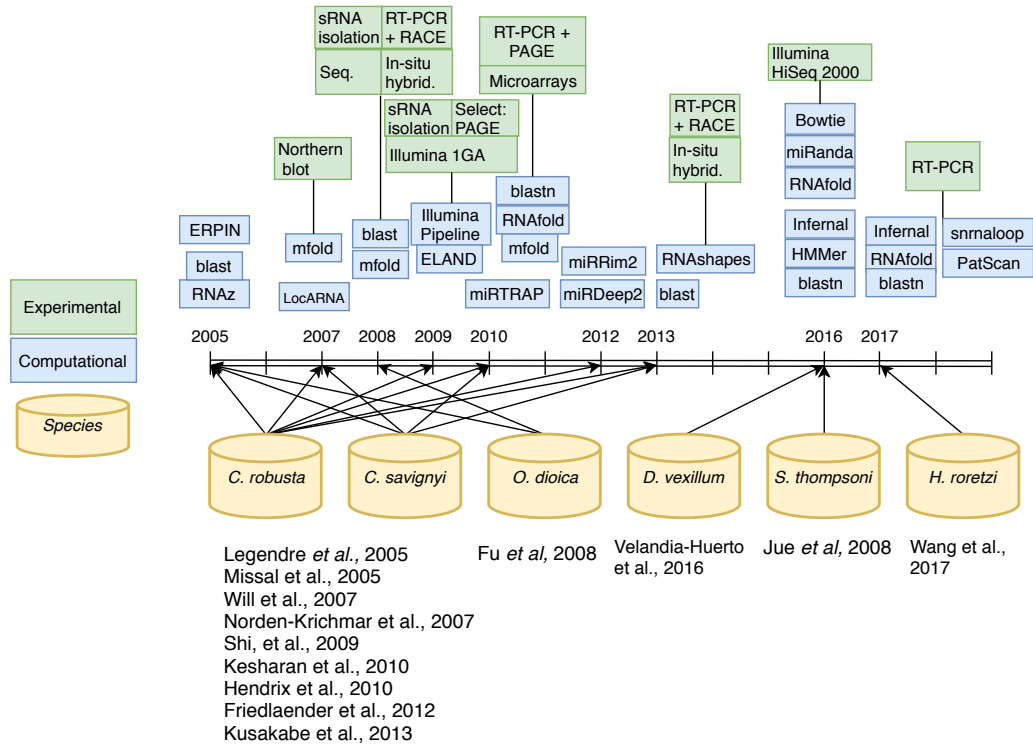 sRNA isolation
RT-PCR + RACE
Seq.
In-situ hybrid.
RT-PCR + PAGE
Microarrays
Illumina HiSeq 2000
sRNA isolation
Select: PAGE
Illumina 1GA
RT-PCR + RACE
In-situ hybrid.
Northern blot
RT-PCR
Bowtie
miRanda
RNAfold
ERPIN
blast
RNAz
mfold
LocARNA
blast
mfold
Illumina Pipeline
ELAND
blastn
RNAfold
mfold
miRTRAP
miRRim2
miRDeep2
RNAshapes
blast
Infernal
HMMer
blastn
Infernal
RNAfold
blastn
snrnaloop
PatScan
Experimental
Computational
Species
2005
2007
2008
2009
2010
2012
2013
2016
2017
C. robusta
C. savignyi
O. dioica
D. vexillum
S. thompsoni
H. roretzi
Legendre et al., 2005
Missal et al., 2005
Will et al., 2007
Norden-Krichmar et al., 2007
Shi, et al., 2009
Kesharan et al., 2010
Hendrix et al., 2010
Friedlaender et al., 2012
Kusakabe et al., 2013
Fu et al, 2008
Velandia-Huerto
et al., 2016
Jue et al, 2008
Wang et al.,
2017